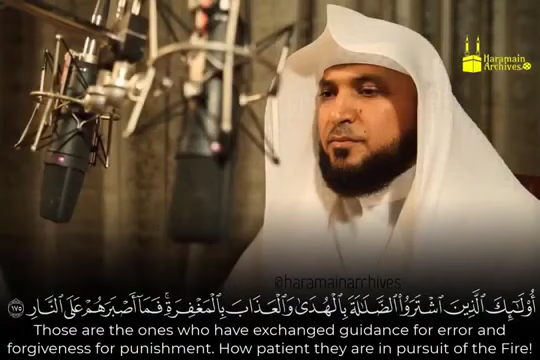 Haramain
Archives
@haramainarchives
أُوْلَٰٓئِكَ ٱلَّذِينَ ٱشْتَرَوُاْ ٱلضَّلَٰلَةَ بِٱلْهُدَىٰ وَٱلْعَذَابَ بِٱلْمَغْفِرَةِۚ فَمَآ أَصْبَرَهُمْ عَلَى ٱلنَّارِ ١٧٥
Those are the ones who have exchanged guidance for error and
forgiveness for punishment. How patient they are in pursuit of the Fire!